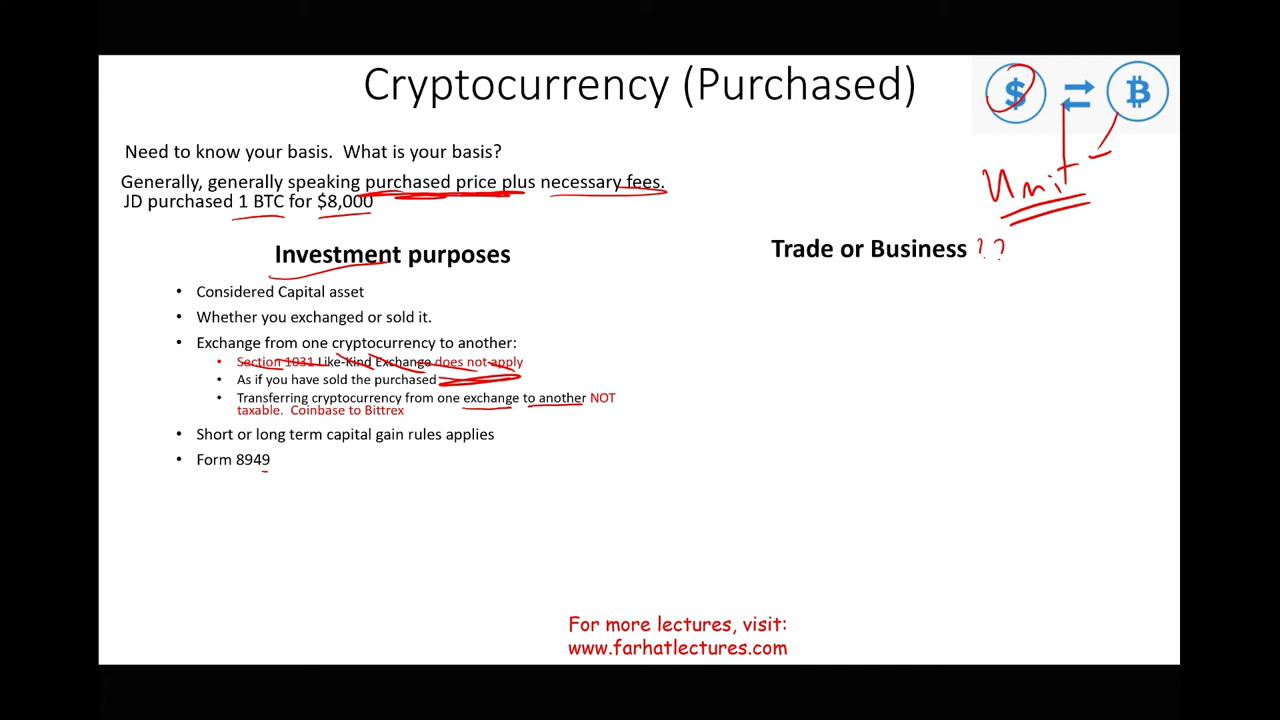 Cryptocurrency (Purchased)
$ B
Unit
Need to know your basis. What is your basis?
Generally, generally speaking purchased price plus necessary fees.
JD purchased 1 BTC for $8,000
Investment purposes
• Considered Capital asset
• Whether you exchanged or sold it.
• Exchange from one cryptocurrency to another:
• Section 1031 Like-Kind Exchange does not apply
• As if you have sold the purchased
• Transferring cryptocurrency from one exchange to another NOT
taxable. Coinbase to Bittrex
• Short or long term capital gain rules applies
• Form 8949
Trade or Business ??
For more lectures, visit:
www.farhatlectures.com